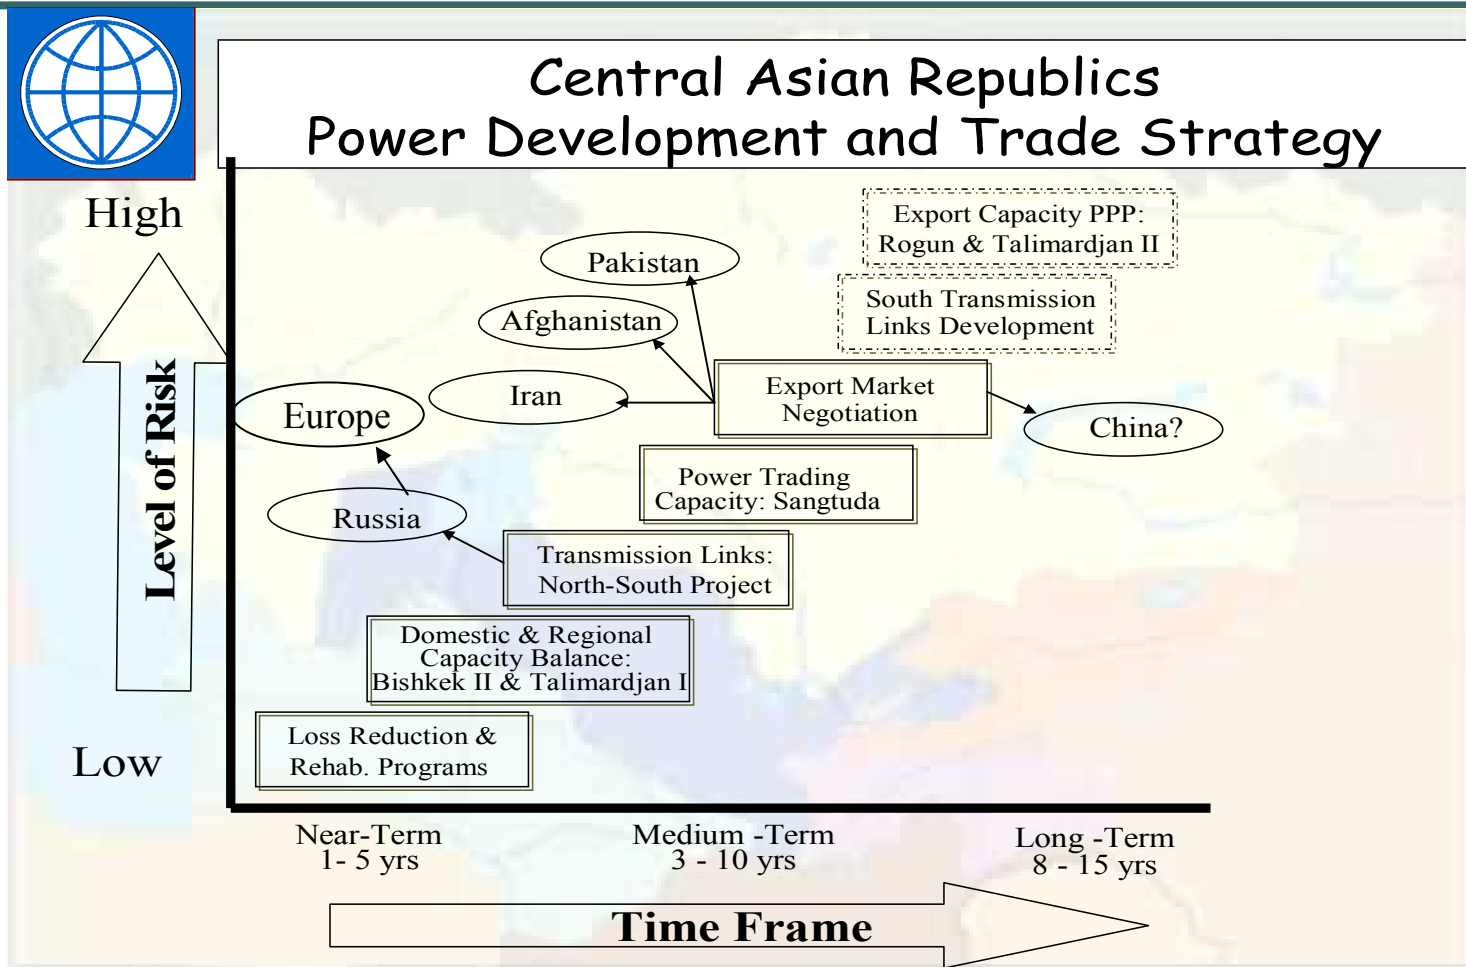 Central Asian Republics
Power Development and Trade Strategy
High
Export Capacity PPP:
Rogun & Talimardjan II
Pakistan
South Transmission
Links Development
Afghanistan
Export Market
Negotiation
Iran
Europe
China?
Level of Risk
Power Trading
Capacity: Sangtuda
Russia
Transmission Links:
North-South Project
Domestic & Regional
Capacity Balance:
Bishkek II & Talimardjan I
Loss Reduction &
Rehab. Programs
Low
Near-Term
1- 5 yrs
Medium -Term
3 - 10 yrs
Long -Term
8 - 15 yrs
Time Frame